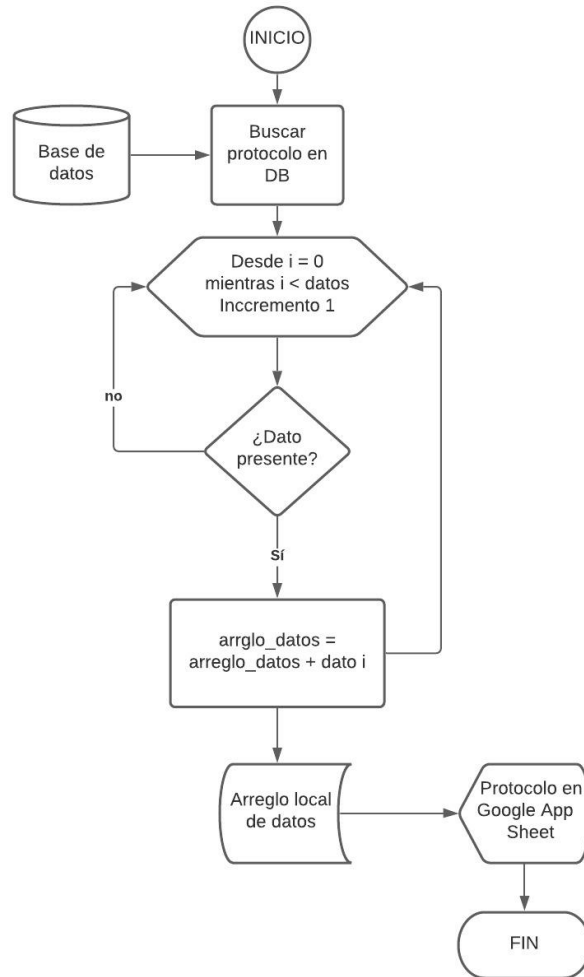 INICIO
Base de
datos
Buscar
protocolo en
DB
Desde i = 0
mientras i < datos
Inccremento 1
no
¿Dato
presente?
Sí
arrglo_datos =
arreglo_datos + dato i
Arreglo local
de datos
Protocolo en
Google App
Sheet
FIN